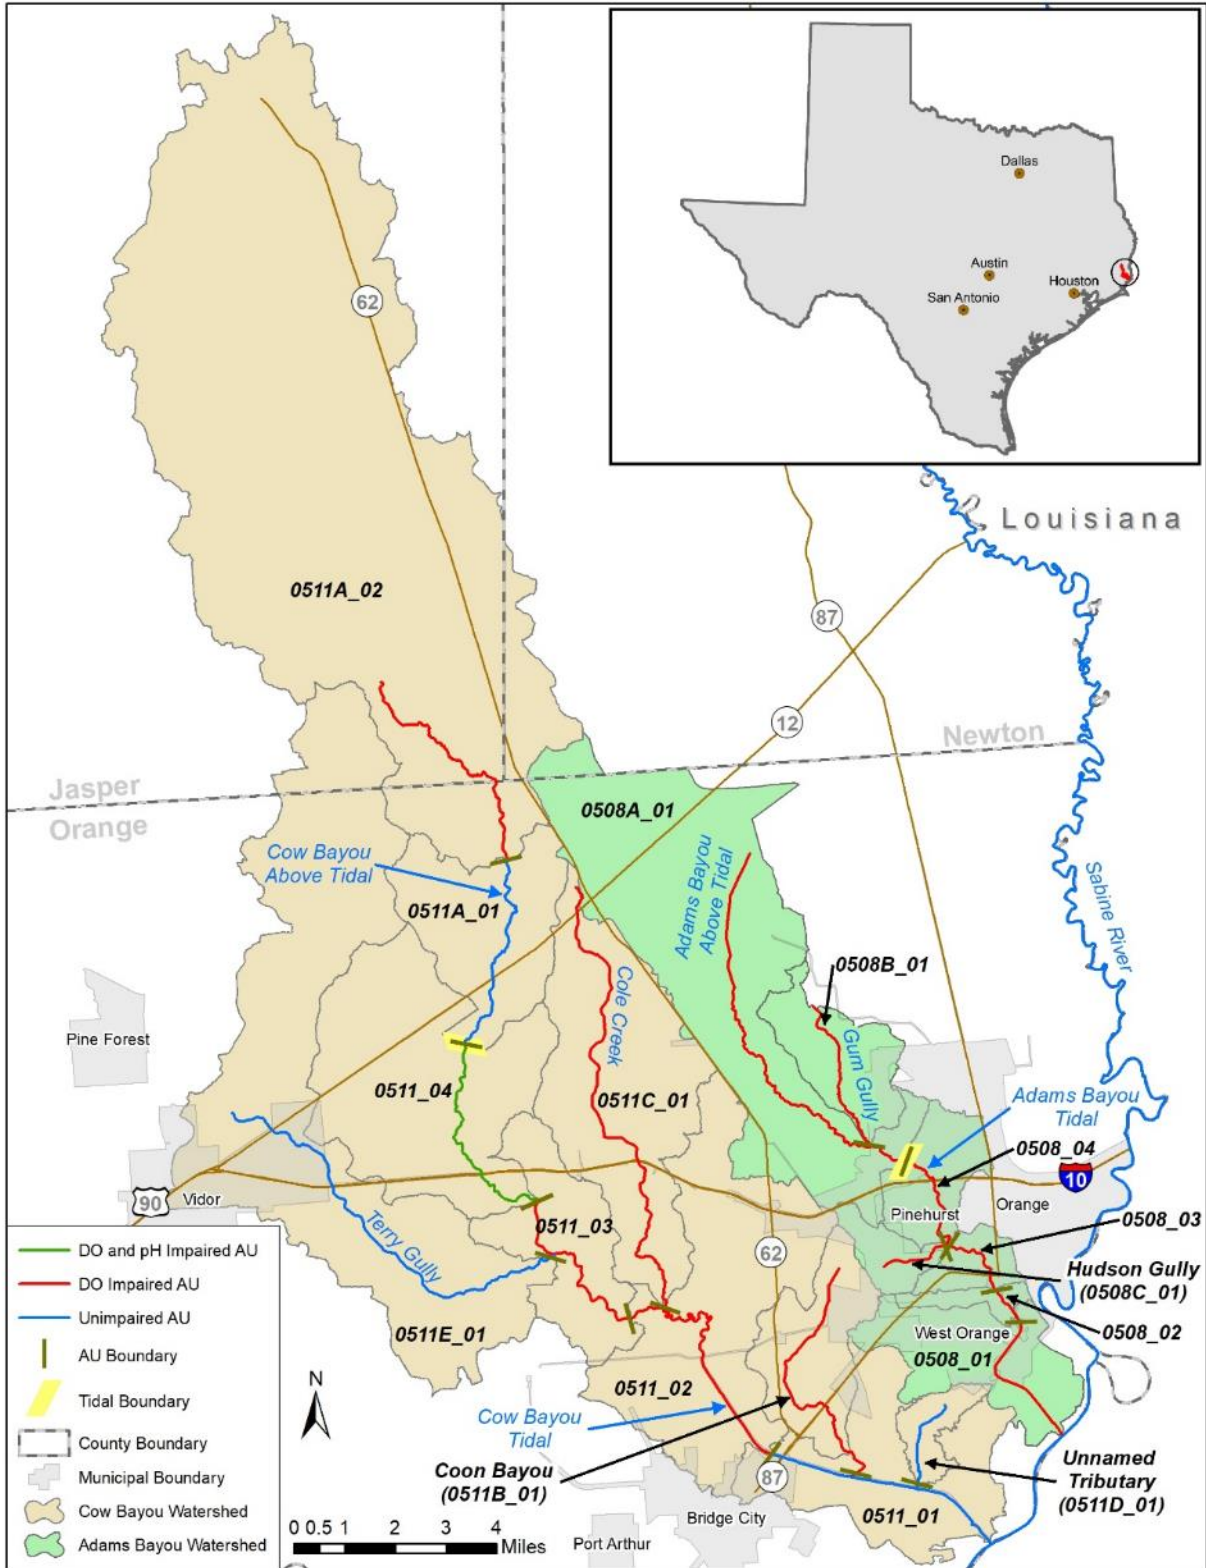 Dallas
Austin
Houston
San Antonio
62
Louisiana
0511A_02
87
12
Newton
Jasper
Orange
0508A_01
Cow Bayou
Above Tidal
Adams Bayou
Above Tidal
0511A_01
Sabine River
0508B_01
Cole Creek
Pine Forest
Gum Gully
0511_04
0511C_01
Adams Bayou
Tidal
0508_04
10
90
Vidor
Pinehurst
Orange
0511_03
0508_03
Terry Gully
62
Hudson Gully
(0508C_01)
0511E_01
West Orange
0508_02
0508_01
0511_02
Cow Bayou
Tidal
Coon Bayou
(0511B_01)
87
Unnamed
Tributary
(0511D_01)
0511_01
Bridge City
Port Arthur
DO and pH Impaired AU
DO Impaired AU
Unimpaired AU
AU Boundary
Tidal Boundary
County Boundary
Municipal Boundary
Cow Bayou Watershed
Adams Bayou Watershed
N
0 0.5 1 2 3 4
Miles